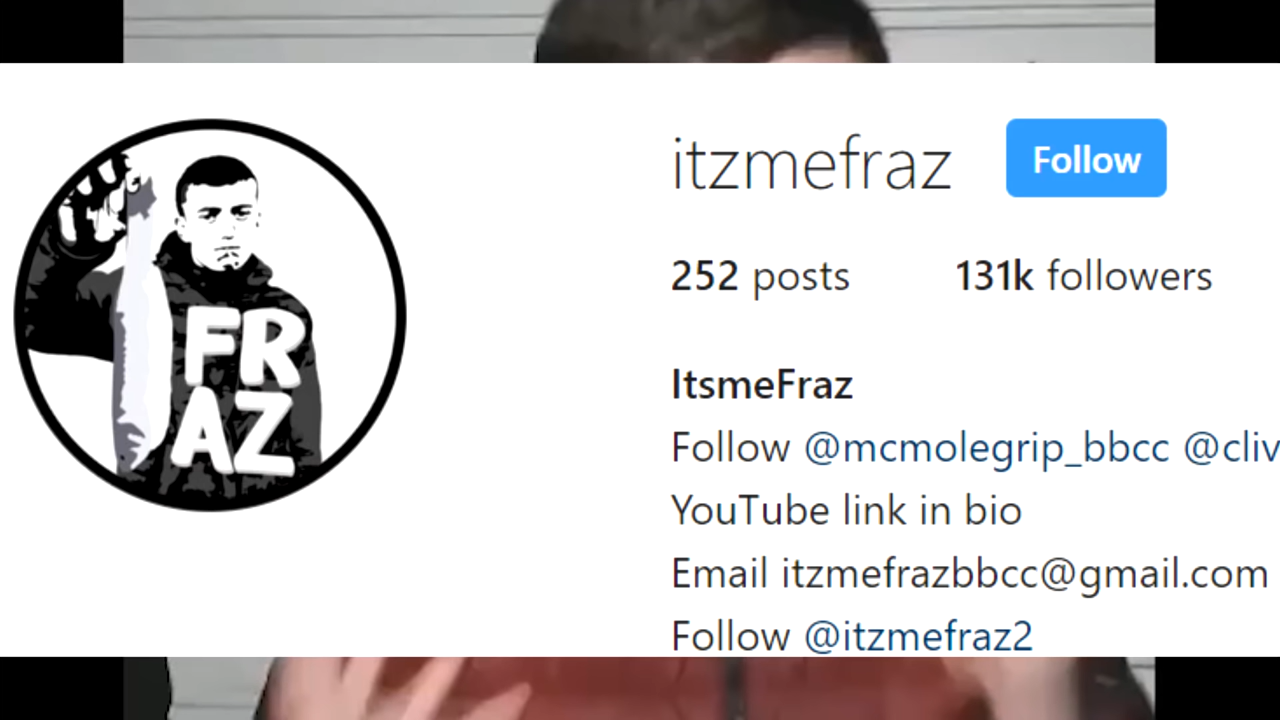 FR
AZ
itzmefraz Follow
252 posts 131k followers
ItsmeFraz
Follow @mcmolegrip_bbcc @cliv
YouTube link in bio
Email itzmefrazbbcc@gmail.com
Follow @itzmefraz2